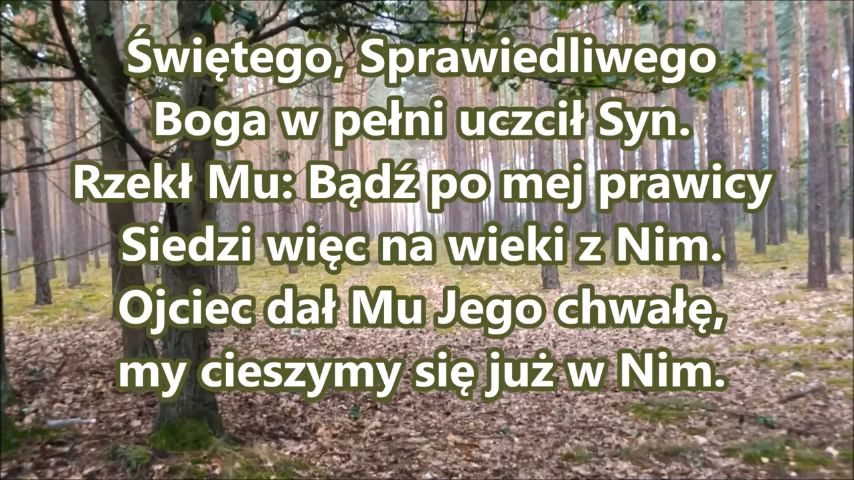 Świętego, Sprawiedliwego
Boga w pełni uczcił Syn.
Rzekł Mu: Bądź po mej prawicy
Siedzi więc na wieki z Nim.
Ojciec dał Mu Jego chwałę,
my cieszymy się już w Nim.